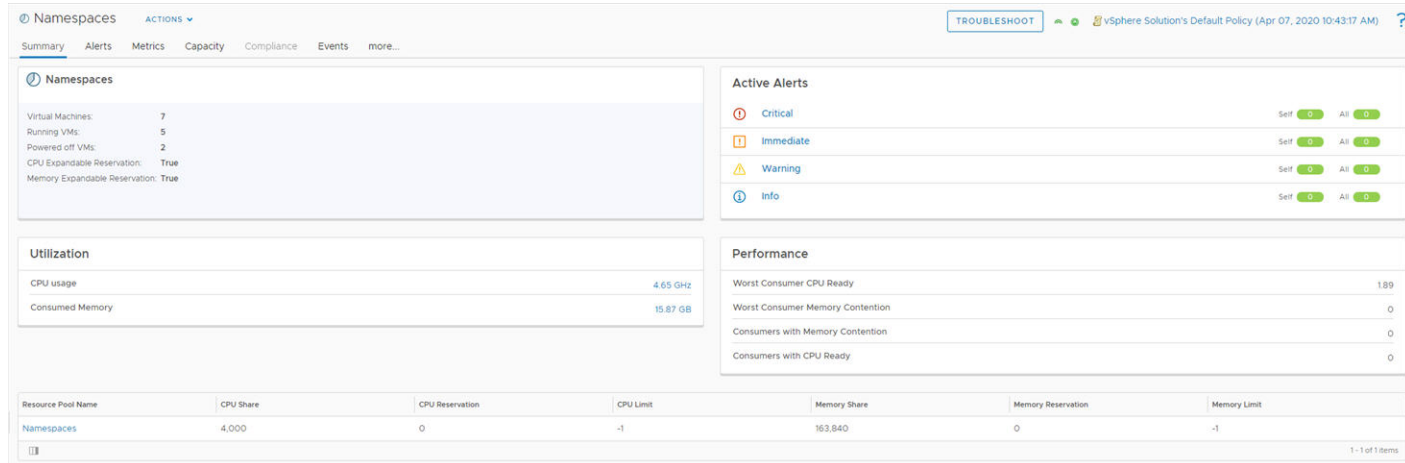 Namespaces ACTIONS TROUBLESHOOT vSphere Solution's Default Policy (Apr 07, 2020 10:43:17 AM) ?
Summary Alerts Metrics Capacity Compliance Events more...
Namespaces
Virtual Machines: 7
Running VMs: 5
Powered off VMs: 2
CPU Expandable Reservation: True
Memory Expandable Reservation: True
Active Alerts
Critical Self 0 All 0
Immediate Self 0 All 0
Warning Self 0 All 0
Info Self 0 All 0
Utilization
CPU usage 4.65 GHz
Consumed Memory 15.87 GB
Performance
Worst Consumer CPU Ready 1.89
Worst Consumer Memory Contention 0
Consumers with Memory Contention 0
Consumers with CPU Ready 0
Resource Pool Name CPU Share CPU Reservation CPU Limit Memory Share Memory Reservation Memory Limit
Namespaces 4,000 0 -1 163,840 0 -1
1 - 1 of 1 items